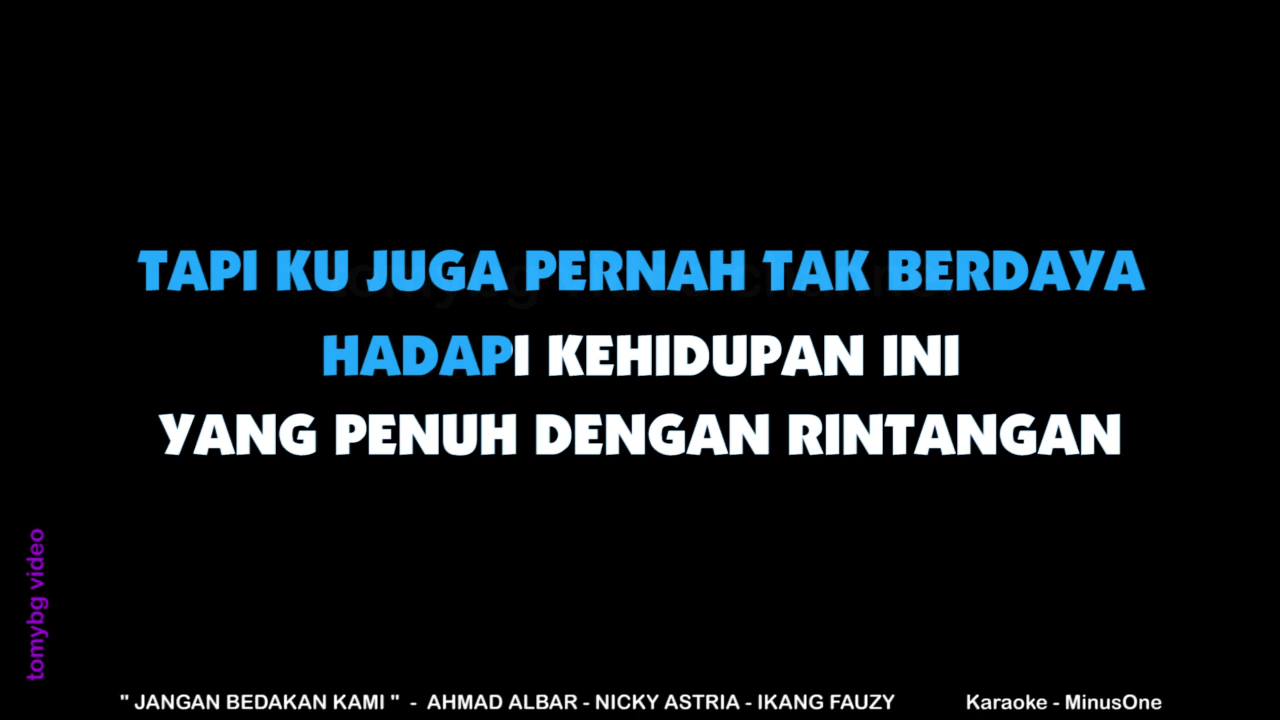 TAPI KU JUGA PERNAH TAK BERDAYA
HADAPI KEHIDUPAN INI
YANG PENUH DENGAN RINTANGAN
tomybg video
" JANGAN BEDAKAN KAMI " - AHMAD ALBAR - NICKY ASTRIA - IKANG FAUZY Karaoke - MinusOne